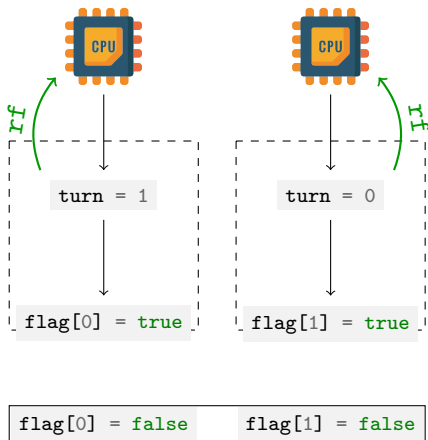 CPU CPU
rf rf
turn = 1 turn = 0
flag[0] = true flag[1] = true
flag[0] = false flag[1] = false